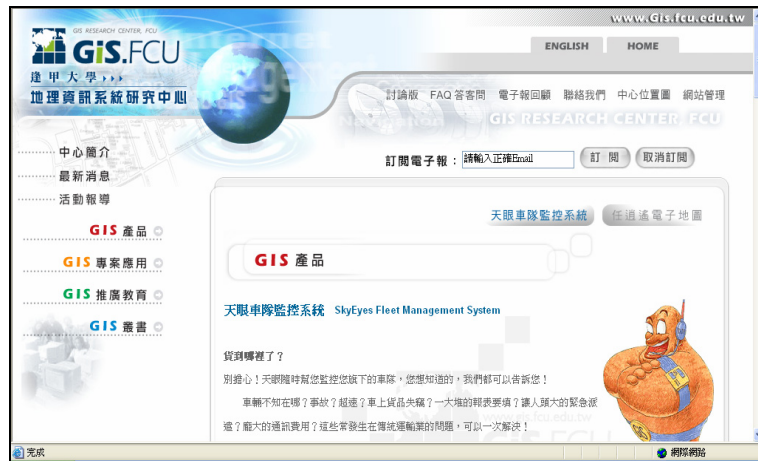 www.Gis.fcu.edu.tw
GIS RESEARCH CENTER, FCU
GiS.FCU
逢甲大學
地理資訊系統研究中心
ENGLISH HOME
討論版 FAQ答客問 電子報回顧 聯絡我們 中心位置圖 網站管理
GIS RESEARCH CENTER, FCU
訂閱電子報：請輸入正確Email 訂 閱 取消訂閱
中心簡介
最新消息
活動報導
GIS 產品
GIS 專案應用
GIS 推廣教育
GIS 叢書
天眼車隊監控系統 任逍遙電子地圖
GIS 產品
天眼車隊監控系統 SkyEyes Fleet Management System
貨到哪裡了？
別擔心！天眼隨時幫您監控您旗下的車隊，您想知道的，我們都可以告訴您！
車輛不知在哪？事故？超速？車上貨品失竊？一大堆的報表要填？讓人頭大的緊急派
遣？龐大的通訊費用？這些常發生在傳統運輸業的問題，可以一次解決！
www.gis.fcu.edu.tw
GIS.FCU
完成
網際網路